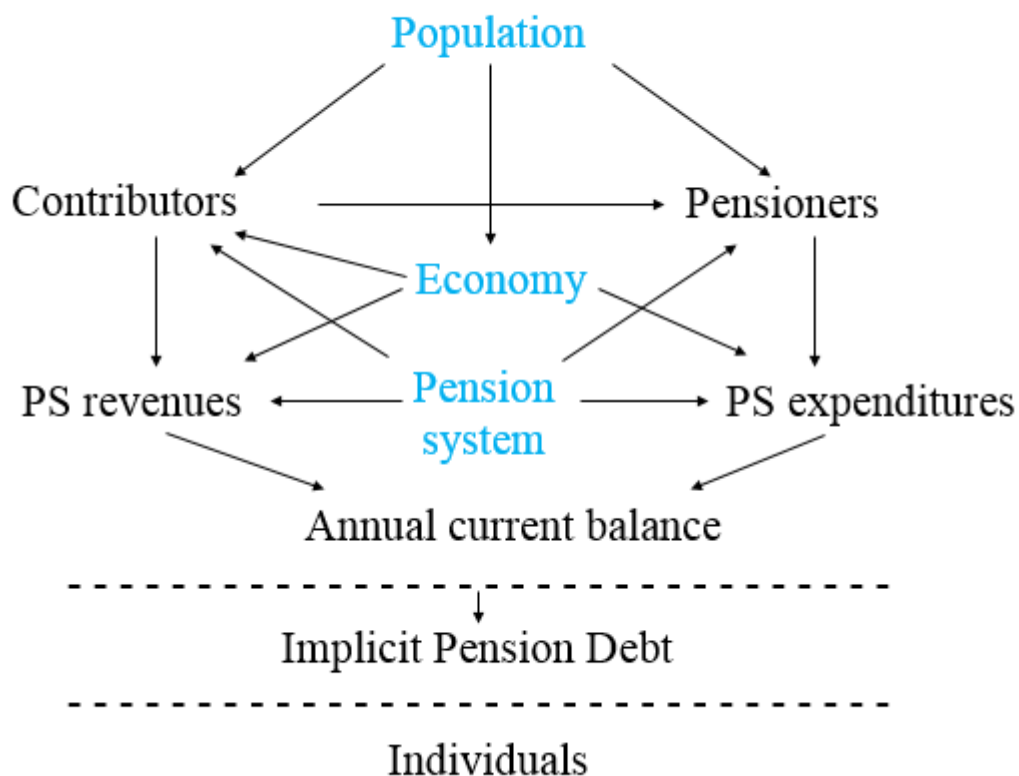 Population
Contributors
Pensioners
Economy
PS revenues
Pension
system
PS expenditures
Annual current balance
Implicit Pension Debt
Individuals